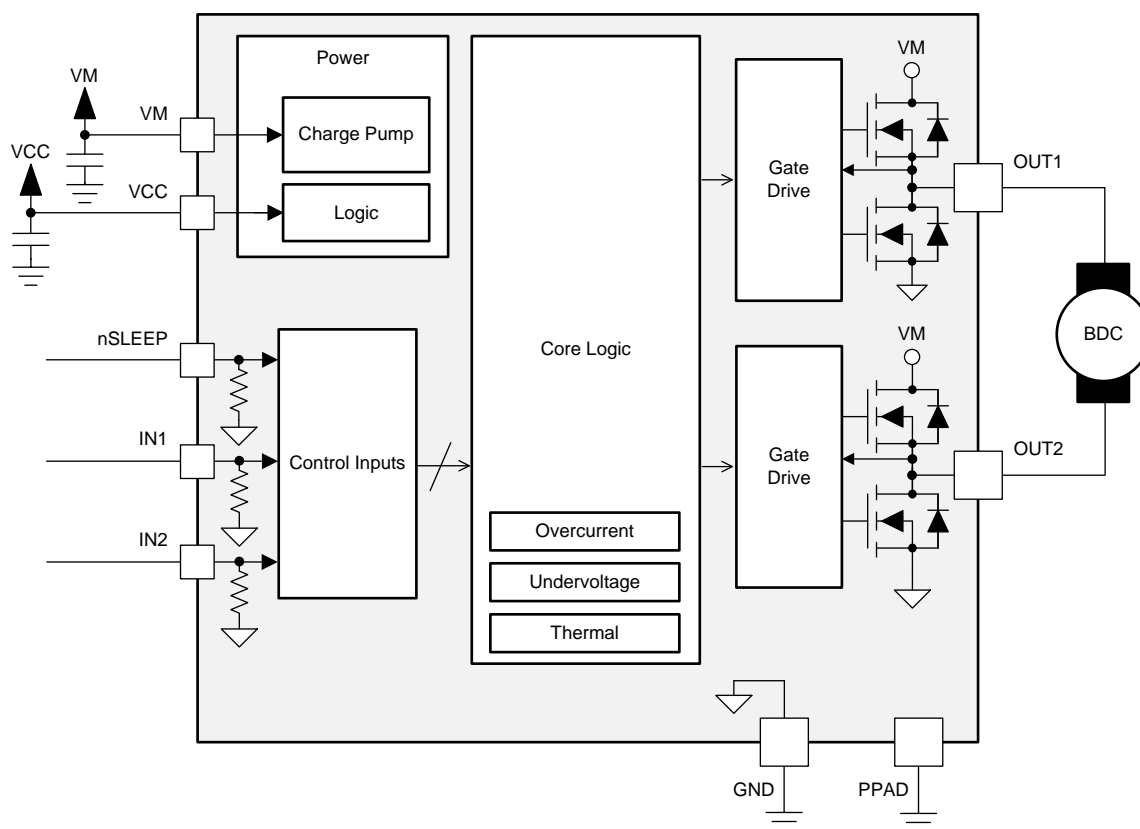 Power
VM
VM
Charge Pump
VCC
VCC
Logic
nSLEEP
IN1
IN2
Control Inputs
Core Logic
Overcurrent
Undervoltage
Thermal
VM
Gate
Drive
OUT1
BDC
VM
Gate
Drive
OUT2
GND
PPAD